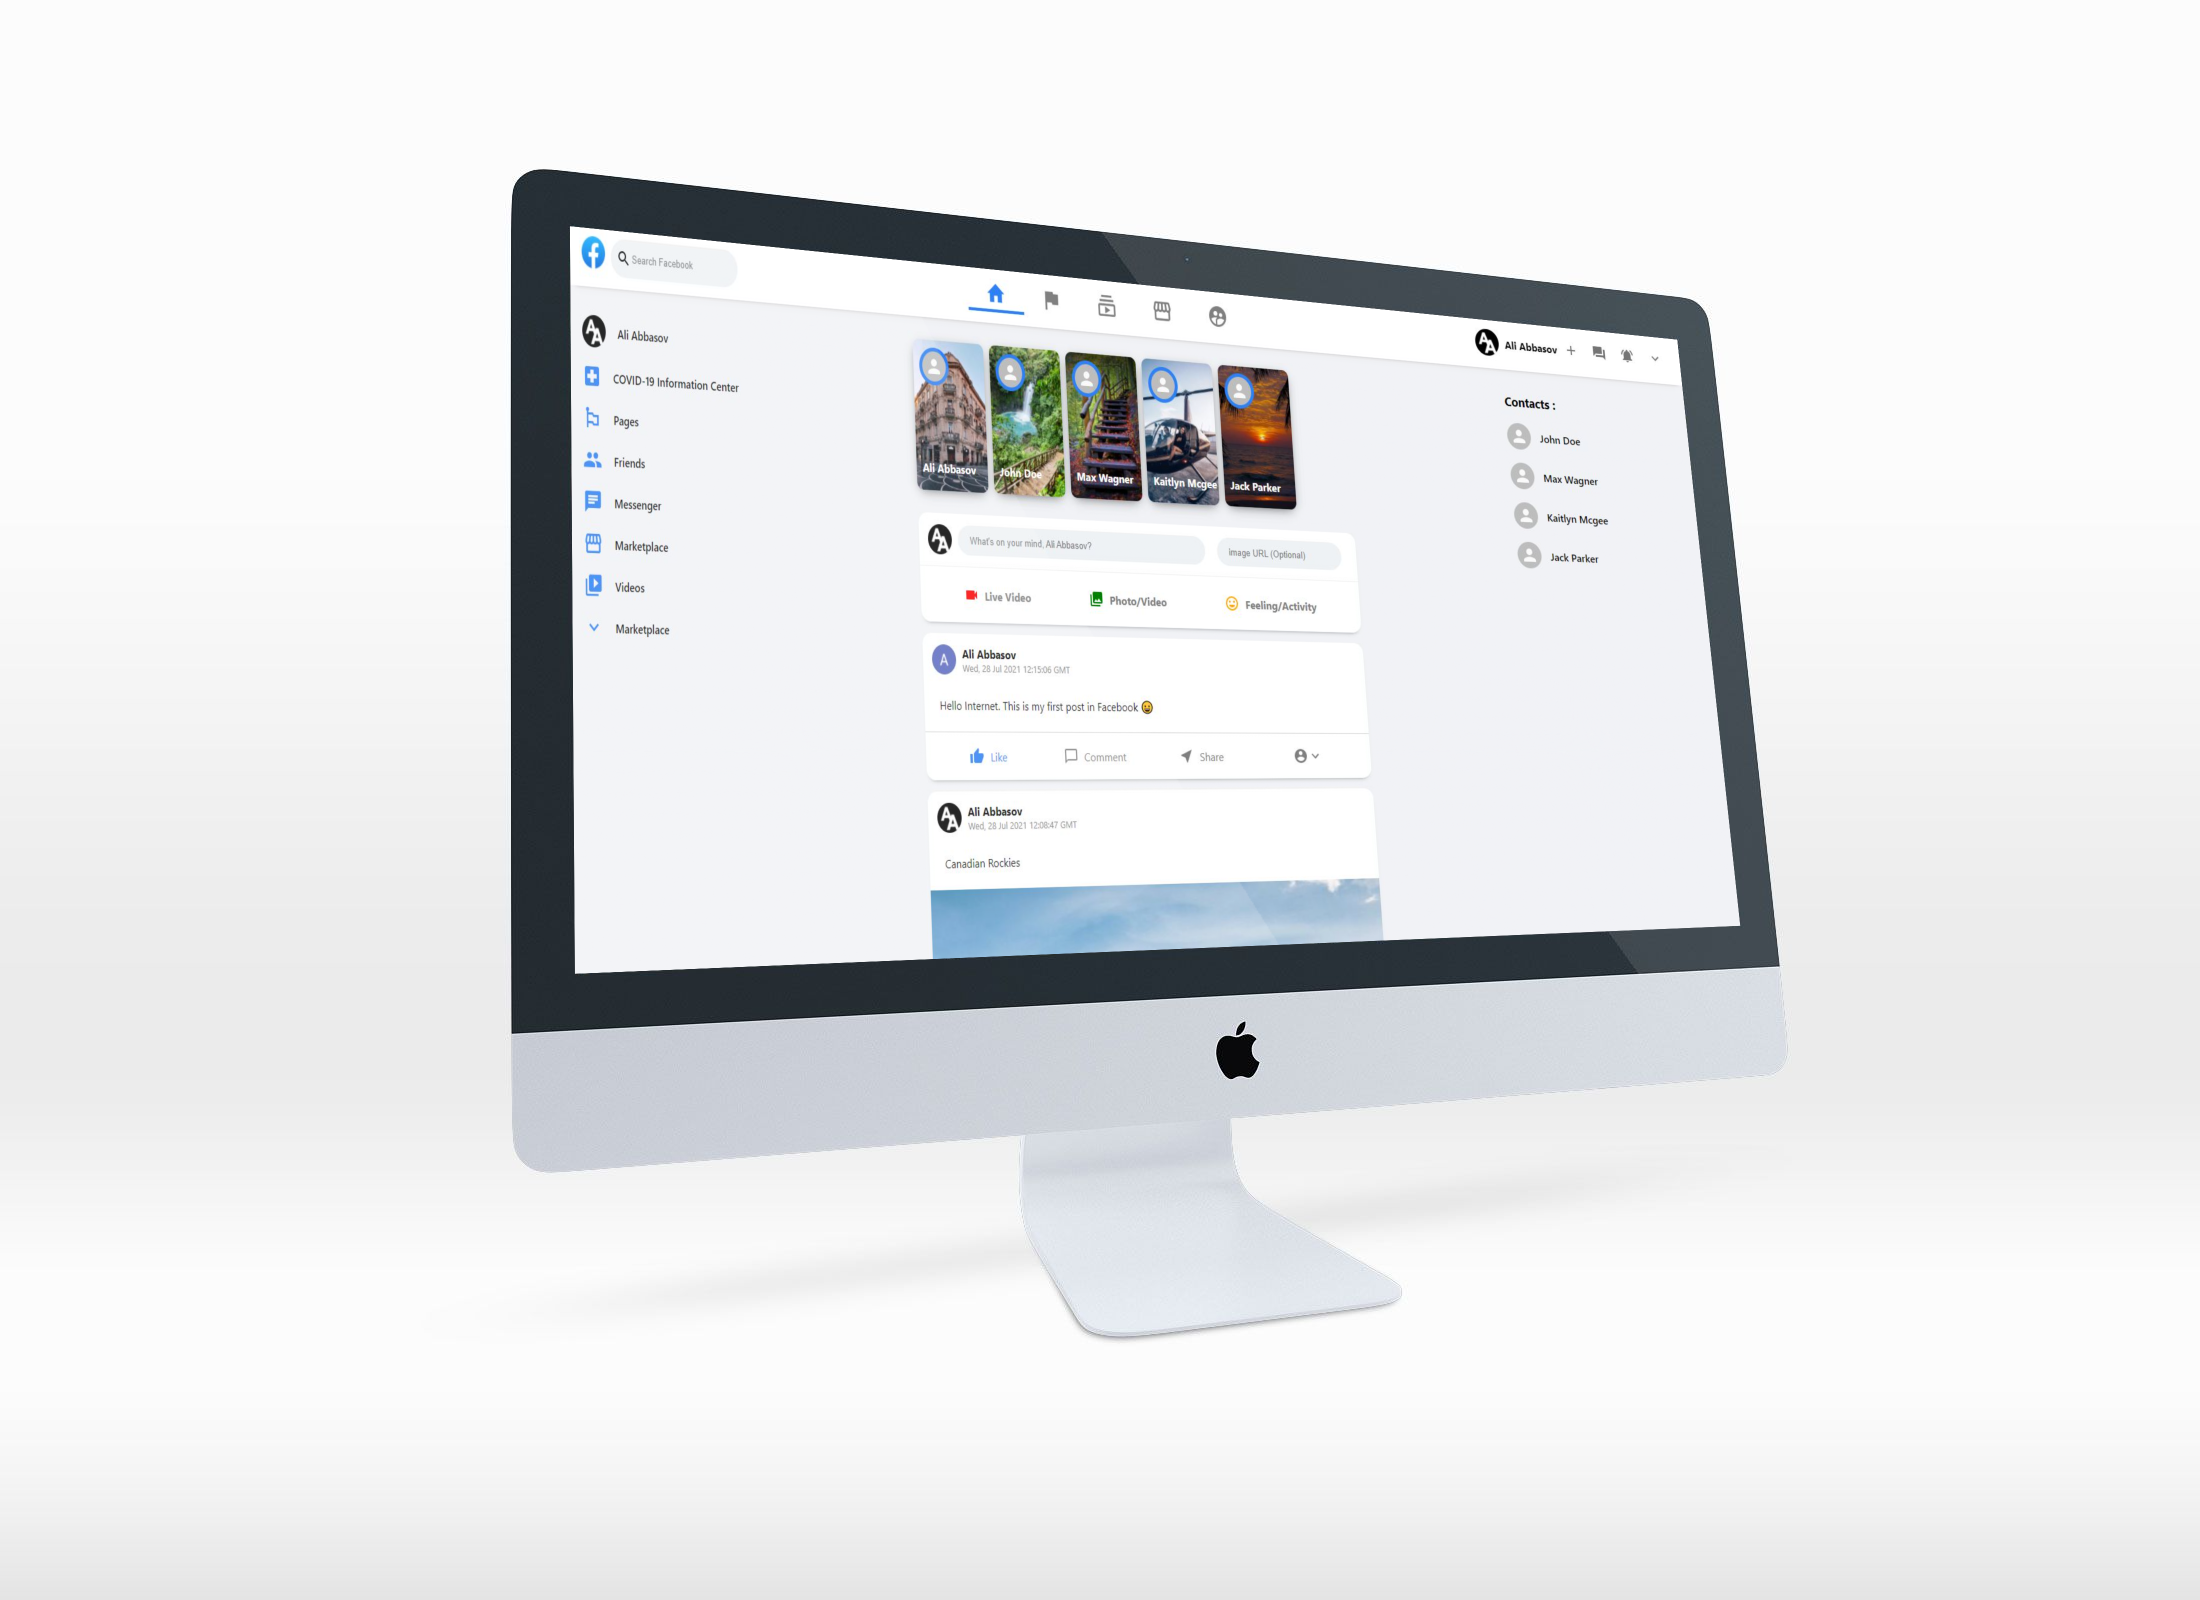 Search Facebook
Ali Abbasov
Ali Abbasov
COVID-19 Information Center
Pages
Friends
Messenger
Marketplace
Videos
Marketplace
Ali Abbasov
John Doe
Max Wagner
Kaitlyn Mcgee
Jack Parker
What's on your mind, Ali Abbasov?
Image URL (Optional)
Live Video
Photo/Video
Feeling/Activity
A
Ali Abbasov
Wed, 28 Jul 2021 12:15:06 GMT
Hello Internet. This is my first post in Facebook 😀
Like
Comment
Share
Ali Abbasov
Wed, 28 Jul 2021 12:08:47 GMT
Canadian Rockies
Contacts :
John Doe
Max Wagner
Kaitlyn Mcgee
Jack Parker